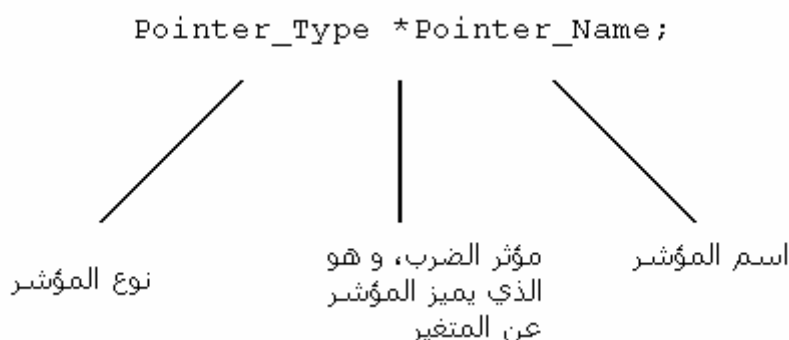 Pointer_Type *Pointer_Name;
اسم المؤشر
مؤثر الضرب، و هو
الذي يميز المؤشر
عن المتغير
نوع المؤشر